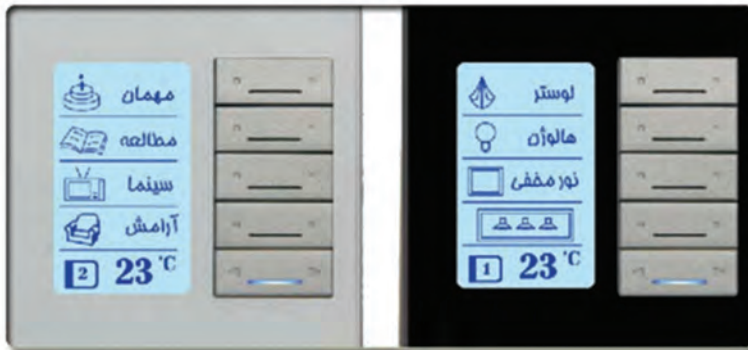 مهمان
مطالعه
سینما
آرامش
2 23 °C
لوستر
هالوژن
نور مخفی
1 23 °C